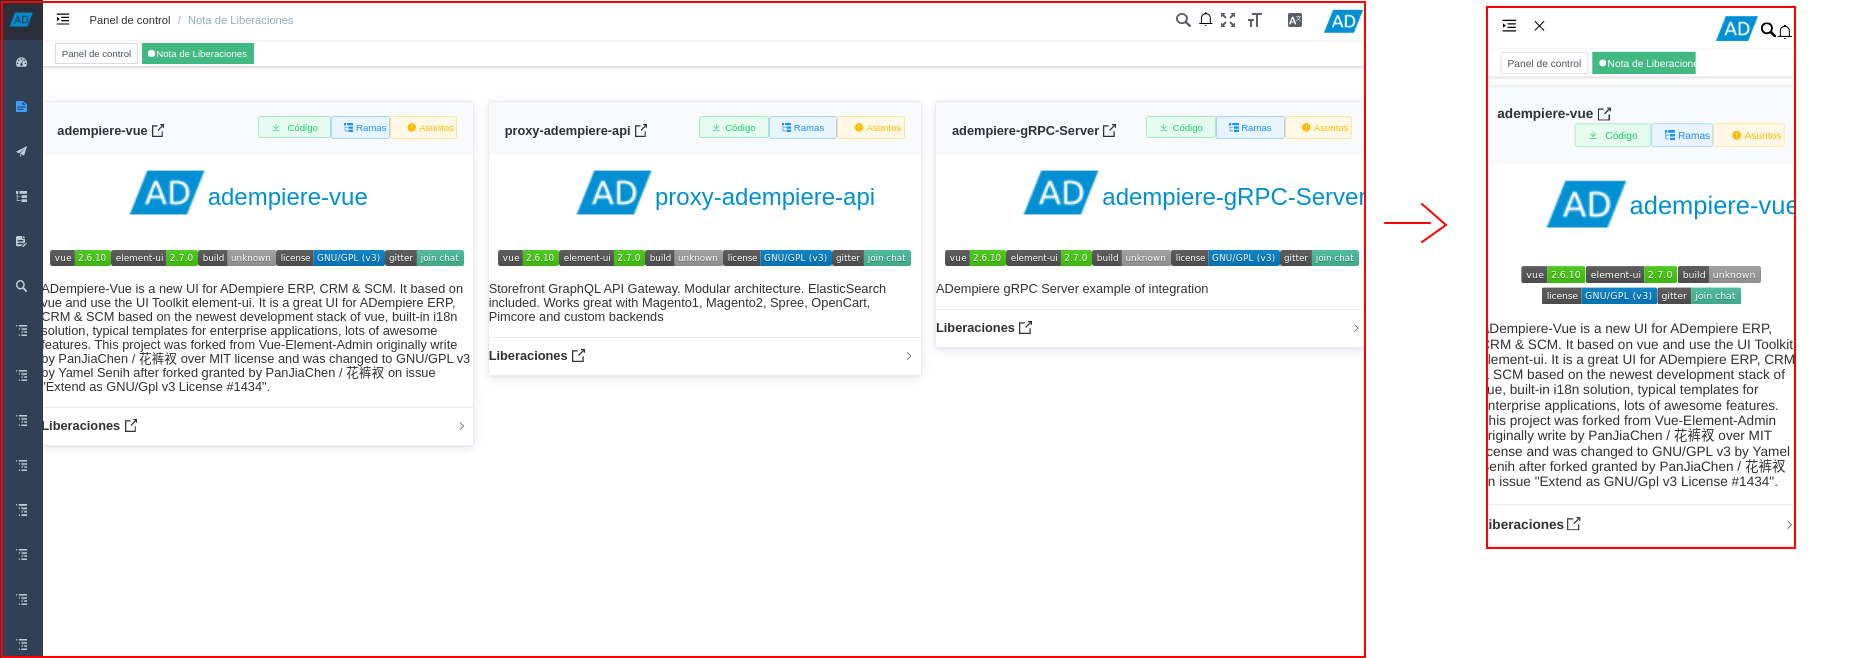 AD
Panel de control / Nota de Liberaciones
AD
Panel de control
Nota de Liberaciones
adempiere-vue
Código
Ramas
Asuntos
AD adempiere-vue
vue 2.6.10 element-ui 2.7.0 build unknown license GNU/GPL (v3) gitter join chat
ADempiere-Vue is a new UI for ADempiere ERP, CRM & SCM. It based on
vue and use the UI Toolkit element-ui. It is a great UI for ADempiere ERP,
CRM & SCM based on the newest development stack of vue, built-in i18n
solution, typical templates for enterprise applications, lots of awesome
features. This project was forked from Vue-Element-Admin originally write
by PanJiaChen / 花裤衩 over MIT license and was changed to GNU/GPL v3
by Yamel Senih after forked granted by PanJiaChen / 花裤衩 on issue
"Extend as GNU/Gpl v3 License #1434".
Liberaciones
proxy-adempiere-api
Código
Ramas
Asuntos
AD proxy-adempiere-api
vue 2.6.10 element-ui 2.7.0 build unknown license GNU/GPL (v3) gitter join chat
Storefront GraphQL API Gateway. Modular architecture. ElasticSearch
included. Works great with Magento1, Magento2, Spree, OpenCart,
Pimcore and custom backends
Liberaciones
adempiere-gRPC-Server
Código
Ramas
Asuntos
AD adempiere-gRPC-Server
vue 2.6.10 element-ui 2.7.0 build unknown license GNU/GPL (v3) gitter join chat
ADempiere gRPC Server example of integration
Liberaciones
AD
Panel de control
Nota de Liberacione
adempiere-vue
Código
Ramas
Asuntos
AD adempiere-vue
vue 2.6.10 element-ui 2.7.0 build unknown
license GNU/GPL (v3) gitter join chat
Dempiere-Vue is a new UI for ADempiere ERP,
RM & SCM. It based on vue and use the UI Toolkit
lement-ui. It is a great UI for ADempiere ERP, CRM
SCM based on the newest development stack of
ue, built-in i18n solution, typical templates for
nterprise applications, lots of awesome features.
his project was forked from Vue-Element-Admin
riginally write by PanJiaChen / 花裤衩 over MIT
cense and was changed to GNU/GPL v3 by Yamel
enih after forked granted by PanJiaChen / 花裤衩
n issue "Extend as GNU/Gpl v3 License #1434".
iberaciones